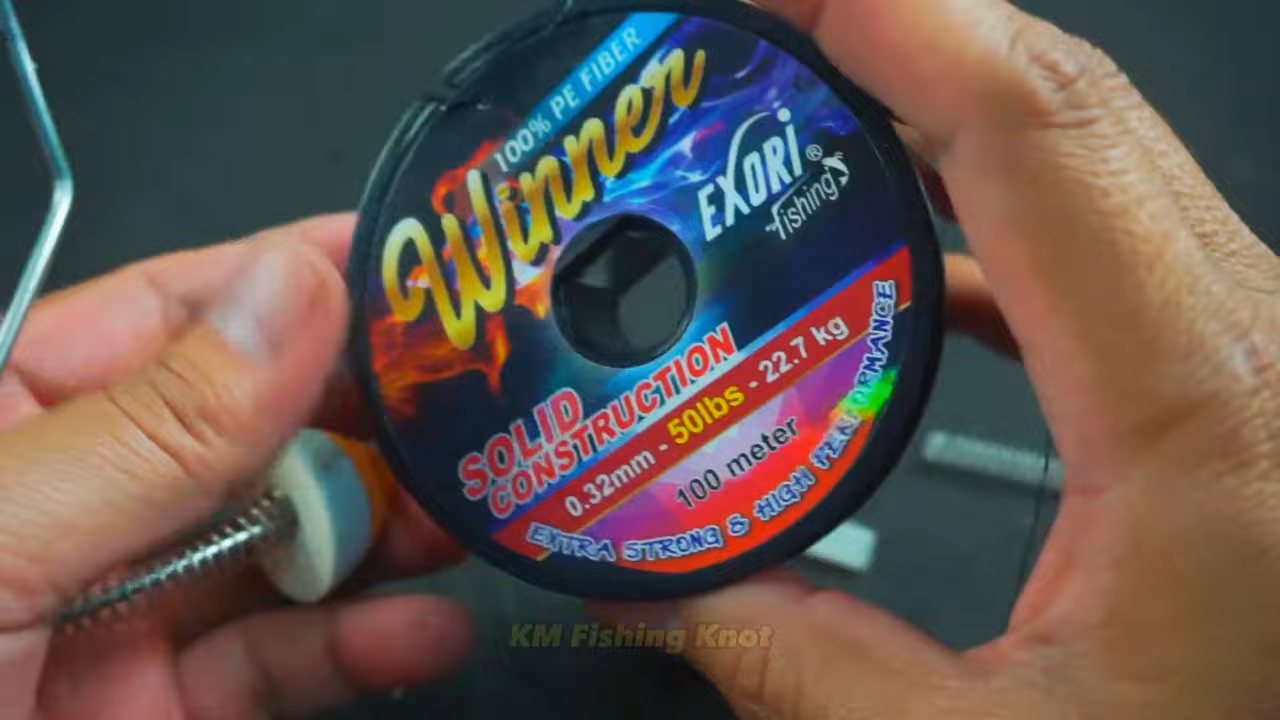 100% PE FIBER
Winner
EXORI®
fishing
SOLID
CONSTRUCTION
0.32mm - 50lbs - 22.7 kg
100 meter
EXTRA STRONG & HIGH PERFORMANCE
KM Fishing Knot